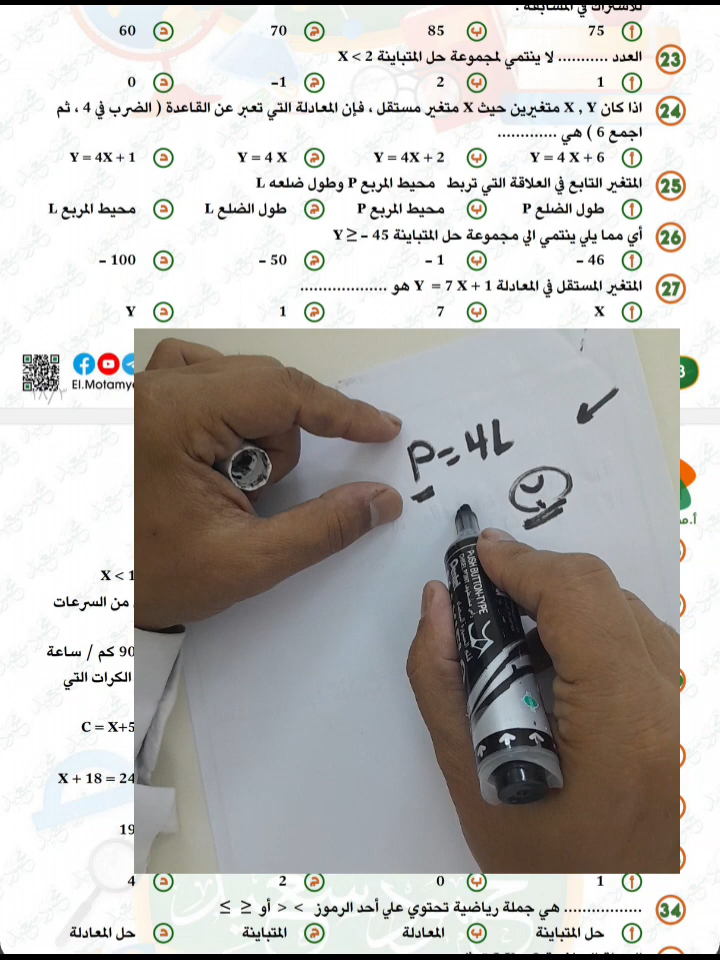 للاشتراك في المسابقة .
أ 75 ب 85 ج 70 د 60
23 العدد ........... لا ينتمي لمجموعة حل المتباينة X < 2
أ 1 ب 2 ج 1− د 0
24 اذا كان X , Y متغيرين حيث X متغير مستقل ، فإن المعادلة التي تعبر عن القاعدة ( الضرب في 4 ، ثم
اجمع 6 ) هي .............
أ Y = 4 X + 6 ب Y = 4X + 2 ج Y = 4 X د Y = 4X + 1
25 المتغير التابع في العلاقة التي تربط محيط المربع P وطول ضلعه L
أ طول الضلع P ب محيط المربع P ج طول الضلع L د محيط المربع L
26 أي مما يلي ينتمي الي مجموعة حل المتباينة Y ≥ − 45
أ − 46 ب − 1 ج − 50 د − 100
27 المتغير المستقل في المعادلة Y = 7 X + 1 هو ...................
أ X ب 7 ج 1 د Y
El.Motamy
P = 4L
ب
PUSH BUTTON-TYPE
Pentel
X < 1
من السرعات
90 كم / ساعة
الكرات التي
C = X+5
X + 18 = 24
19
أ 1 ب 0 ج 2 د 4
34 ................. هي جملة رياضية تحتوي علي أحد الرموز > < أو ≤ ≥
أ حل المتباينة ب المعادلة ج المتباينة د حل المعادلة